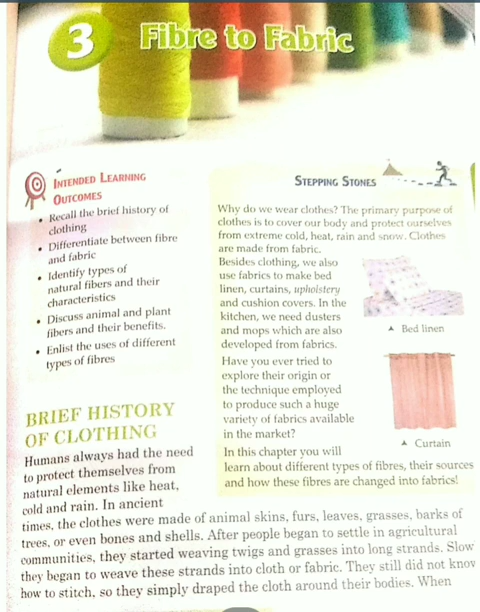 3 Fibre to Fabric
INTENDED LEARNING
OUTCOMES
• Recall the brief history of
clothing
• Differentiate between fibre
and fabric
• Identify types of
natural fibers and their
characteristics
• Discuss animal and plant
fibers and their benefits.
• Enlist the uses of different
types of fibres
STEPPING STONES
Why do we wear clothes? The primary purpose of
clothes is to cover our body and protect ourselves
from extreme cold, heat, rain and snow. Clothes
are made from fabric.
Besides clothing, we also
use fabrics to make bed
linen, curtains, upholstery
and cushion covers. In the
kitchen, we need dusters
and mops which are also
developed from fabrics.
▲ Bed linen
Have you ever tried to
explore their origin or
the technique employed
to produce such a huge
variety of fabrics available
in the market?
▲ Curtain
In this chapter you will
learn about different types of fibres, their sources
and how these fibres are changed into fabrics!
BRIEF HISTORY
OF CLOTHING
Humans always had the need
to protect themselves from
natural elements like heat,
cold and rain. In ancient
times, the clothes were made of animal skins, furs, leaves, grasses, barks of
trees, or even bones and shells. After people began to settle in agricultural
communities, they started weaving twigs and grasses into long strands. Slow
they began to weave these strands into cloth or fabric. They still did not know
how to stitch, so they simply draped the cloth around their bodies. When